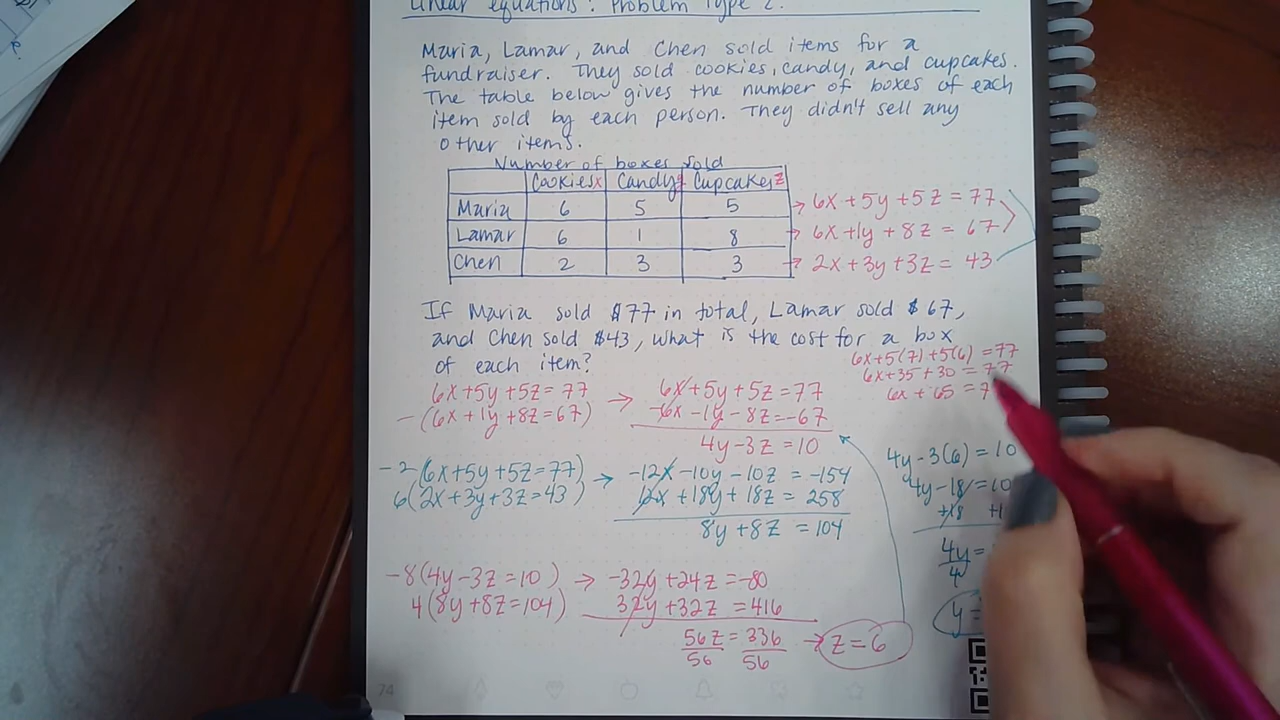 Linear equations: Problem Type 2.
Maria, Lamar, and Chen sold items for a
fundraiser. They sold cookies, candy, and cupcakes.
The table below gives the number of boxes of each
item sold by each person. They didn't sell any
other items.
Number of boxes sold
Cookies x Candy y Cupcakes z
Maria 6 5 5 → 6x + 5y + 5z = 77
Lamar 6 1 8 → 6x + 1y + 8z = 67
Chen 2 3 3 → 2x + 3y + 3z = 43
If Maria sold $77 in total, Lamar sold $67,
and Chen sold $43, what is the cost for a box
of each item?
6x + 5(7) + 5(6) = 77
6x + 35 + 30 = 77
6x + 65 = 7
6x + 5y + 5z = 77 → 6x + 5y + 5z = 77
-(6x + 1y + 8z = 67) -6x - 1y - 8z = -67
4y - 3z = 10
-2(6x + 5y + 5z = 77) → -12x - 10y - 10z = -154
6(2x + 3y + 3z = 43) 12x + 18y + 18z = 258
8y + 8z = 104
4y - 3(6) = 10
4y - 18 = 10
+18 +1
4y =
4
y =
-8(4y - 3z = 10) → -32y + 24z = -80
4(8y + 8z = 104) 32y + 32z = 416
56z = 336 → z = 6
56 56
74